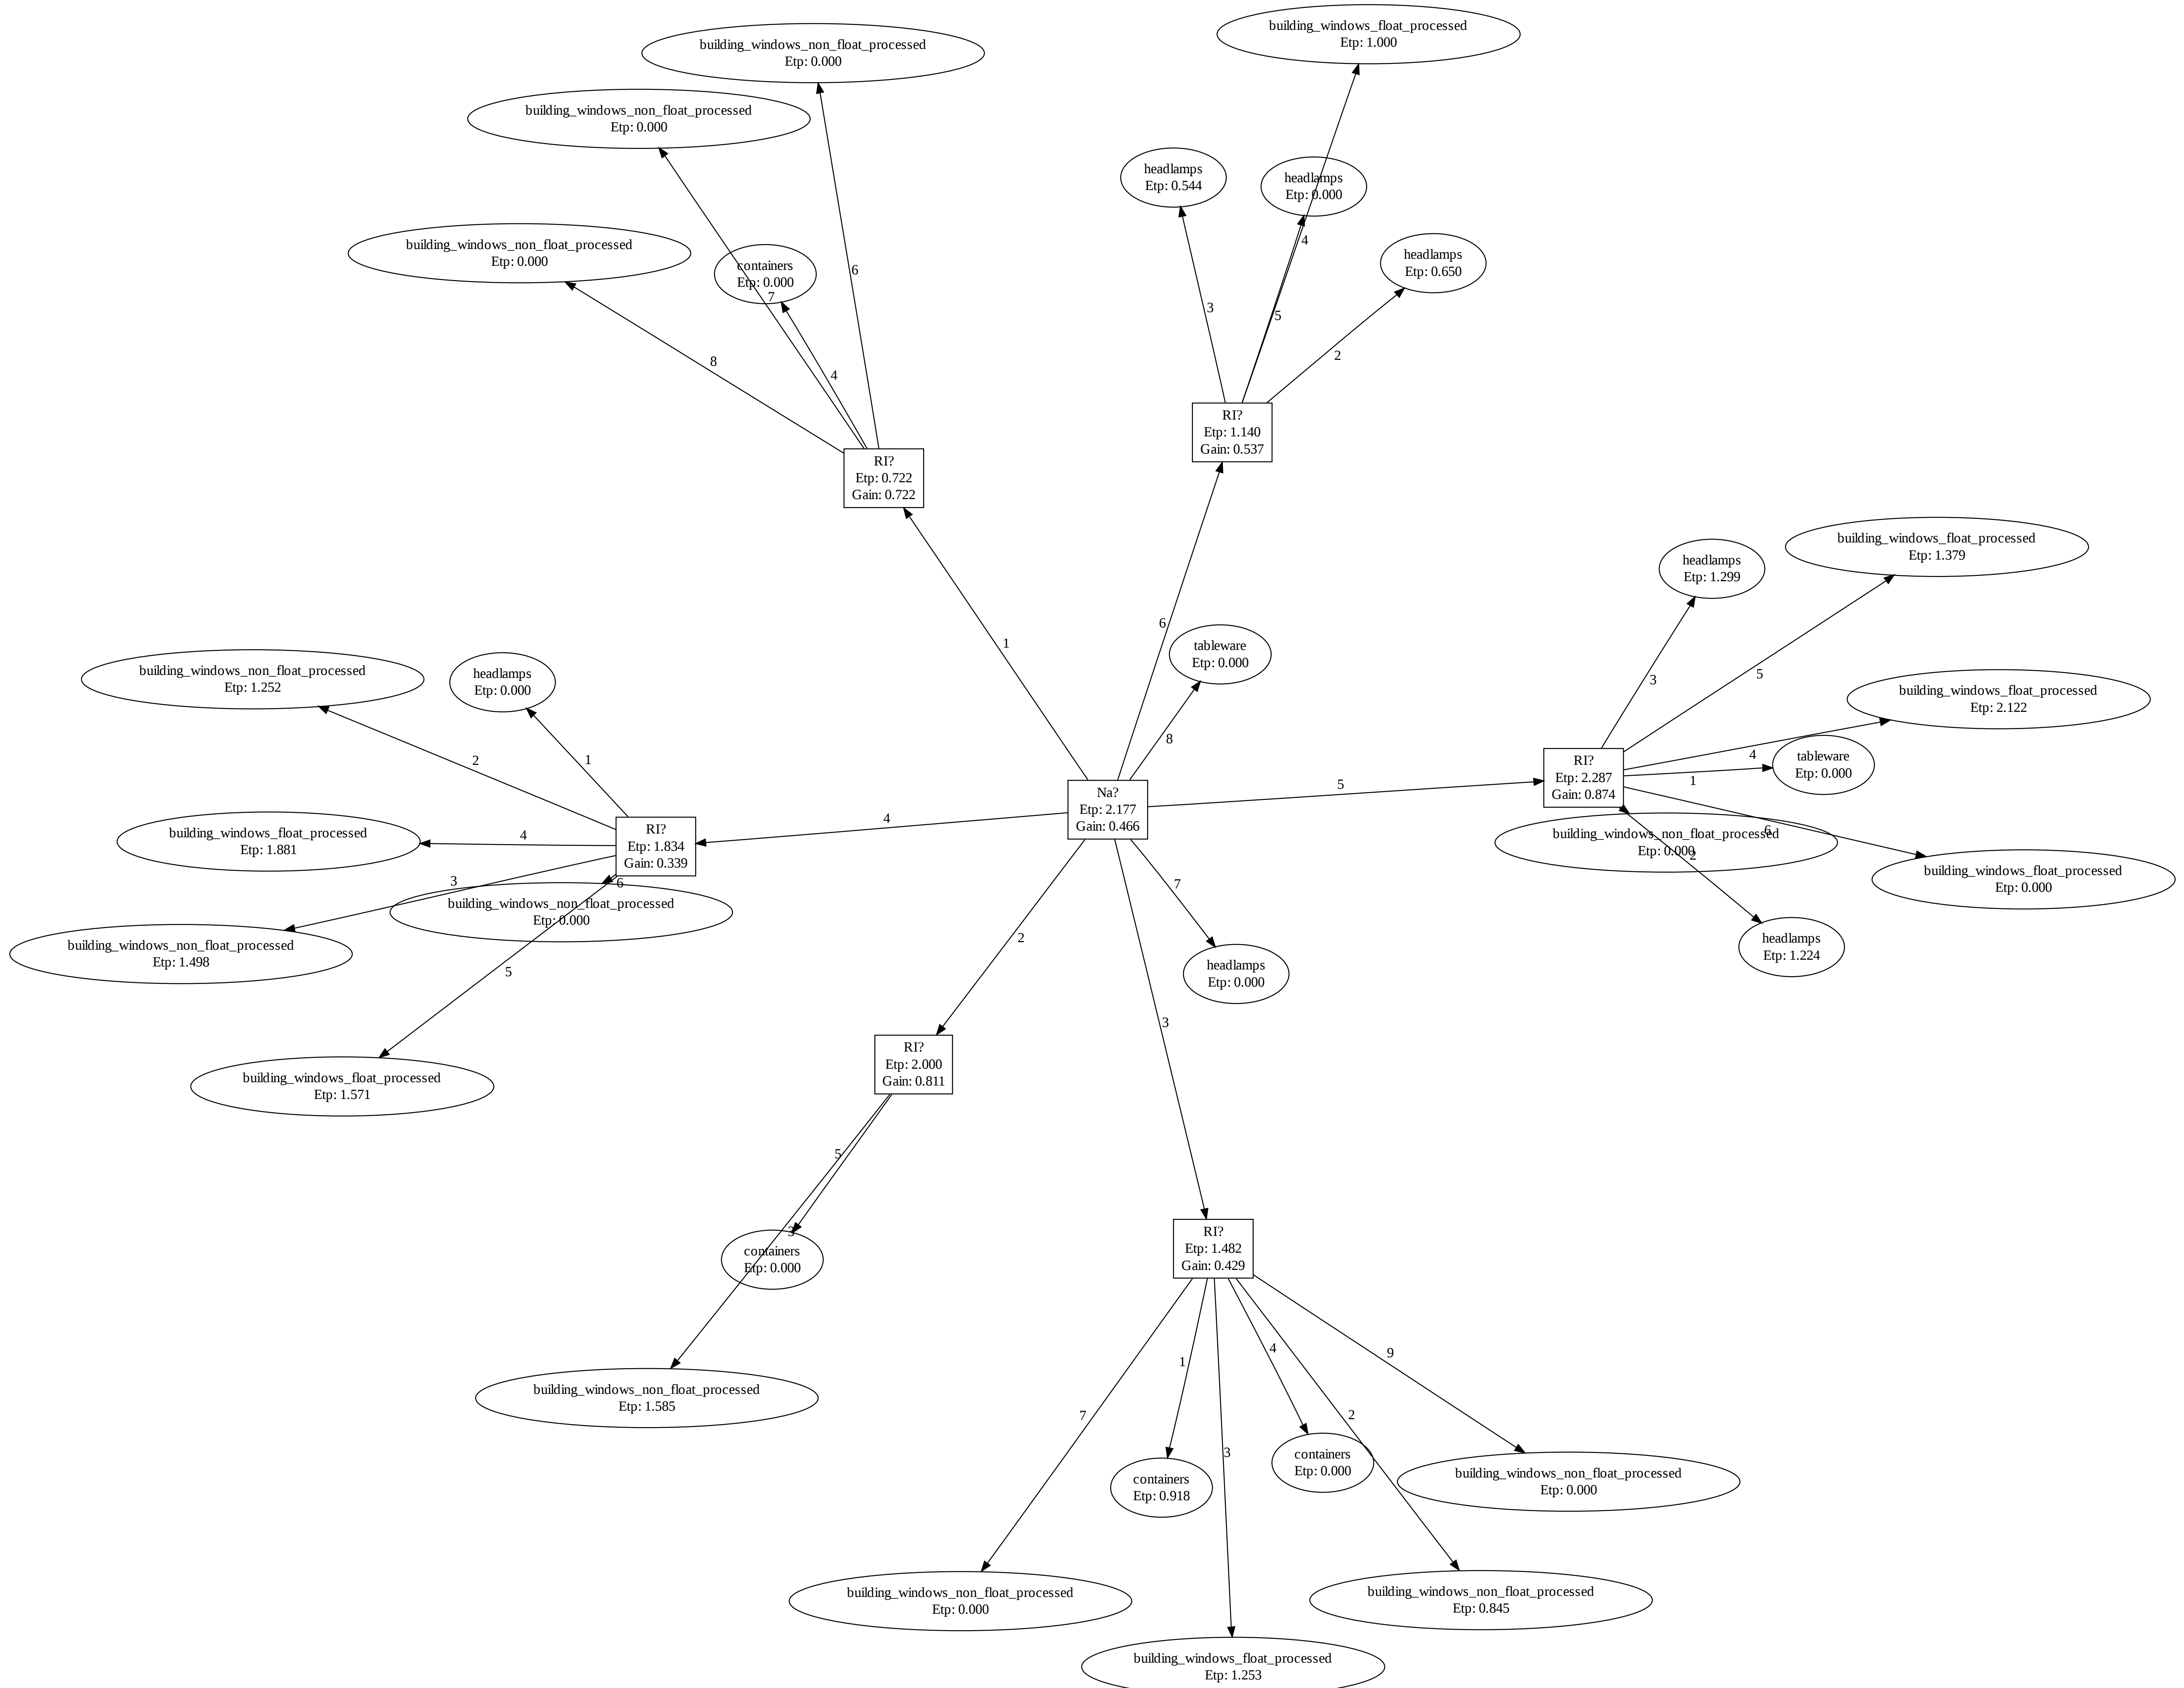 building_windows_float_processed
Etp: 1.000
building_windows_non_float_processed
Etp: 0.000
building_windows_non_float_processed
Etp: 0.000
headlamps
Etp: 0.544
headlamps
Etp: 0.000
4
building_windows_non_float_processed
Etp: 0.000
containers
Etp: 0.000
7
6
headlamps
Etp: 0.650
3
5
2
8
4
RI?
Etp: 1.140
Gain: 0.537
RI?
Etp: 0.722
Gain: 0.722
building_windows_float_processed
Etp: 1.379
headlamps
Etp: 1.299
6
1
tableware
Etp: 0.000
8
3
5
building_windows_float_processed
Etp: 2.122
building_windows_non_float_processed
Etp: 1.252
headlamps
Etp: 0.000
2
1
RI?
Etp: 2.287
Gain: 0.874
4
1
tableware
Etp: 0.000
Na?
Etp: 2.177
Gain: 0.466
5
4
building_windows_float_processed
Etp: 1.881
4
RI?
Etp: 1.834
Gain: 0.339
building_windows_non_float_processed
Etp: 0.000
6
2
building_windows_float_processed
Etp: 0.000
3
6
building_windows_non_float_processed
Etp: 0.000
7
building_windows_non_float_processed
Etp: 1.498
5
2
headlamps
Etp: 0.000
headlamps
Etp: 1.224
3
RI?
Etp: 2.000
Gain: 0.811
building_windows_float_processed
Etp: 1.571
5
3
containers
Etp: 0.000
RI?
Etp: 1.482
Gain: 0.429
building_windows_non_float_processed
Etp: 1.585
7
1
3
4
2
9
containers
Etp: 0.918
containers
Etp: 0.000
building_windows_non_float_processed
Etp: 0.000
building_windows_non_float_processed
Etp: 0.000
building_windows_non_float_processed
Etp: 0.845
building_windows_float_processed
Etp: 1.253